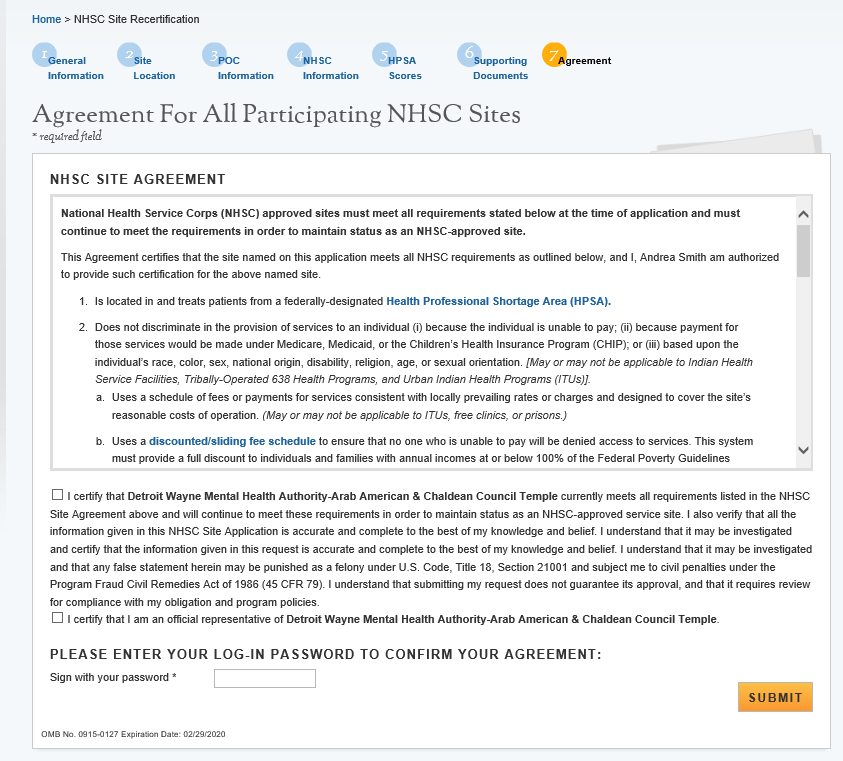 Home > NHSC Site Recertification
1 General Information
2 Site Location
3 POC Information
4 NHSC Information
5 HPSA Scores
6 Supporting Documents
7 Agreement
Agreement For All Participating NHSC Sites
* required field
NHSC SITE AGREEMENT
National Health Service Corps (NHSC) approved sites must meet all requirements stated below at the time of application and must
continue to meet the requirements in order to maintain status as an NHSC-approved site.
This Agreement certifies that the site named on this application meets all NHSC requirements as outlined below, and I, Andrea Smith am authorized
to provide such certification for the above named site.
1. Is located in and treats patients from a federally-designated Health Professional Shortage Area (HPSA).
2. Does not discriminate in the provision of services to an individual (i) because the individual is unable to pay; (ii) because payment for
those services would be made under Medicare, Medicaid, or the Children's Health Insurance Program (CHIP); or (iii) based upon the
individual's race, color, sex, national origin, disability, religion, age, or sexual orientation. [May or may not be applicable to Indian Health
Service Facilities, Tribally-Operated 638 Health Programs, and Urban Indian Health Programs (ITUs)].
a. Uses a schedule of fees or payments for services consistent with locally prevailing rates or charges and designed to cover the site's
reasonable costs of operation. (May or may not be applicable to ITUs, free clinics, or prisons.)
b. Uses a discounted/sliding fee schedule to ensure that no one who is unable to pay will be denied access to services. This system
must provide a full discount to individuals and families with annual incomes at or below 100% of the Federal Poverty Guidelines
I certify that Detroit Wayne Mental Health Authority-Arab American & Chaldean Council Temple currently meets all requirements listed in the NHSC
Site Agreement above and will continue to meet these requirements in order to maintain status as an NHSC-approved service site. I also verify that all the
information given in this NHSC Site Application is accurate and complete to the best of my knowledge and belief. I understand that it may be investigated
and certify that the information given in this request is accurate and complete to the best of my knowledge and belief. I understand that it may be investigated
and that any false statement herein may be punished as a felony under U.S. Code, Title 18, Section 21001 and subject me to civil penalties under the
Program Fraud Civil Remedies Act of 1986 (45 CFR 79). I understand that submitting my request does not guarantee its approval, and that it requires review
for compliance with my obligation and program policies.
I certify that I am an official representative of Detroit Wayne Mental Health Authority-Arab American & Chaldean Council Temple.
PLEASE ENTER YOUR LOG-IN PASSWORD TO CONFIRM YOUR AGREEMENT:
Sign with your password *
SUBMIT
OMB No. 0915-0127 Expiration Date: 02/29/2020